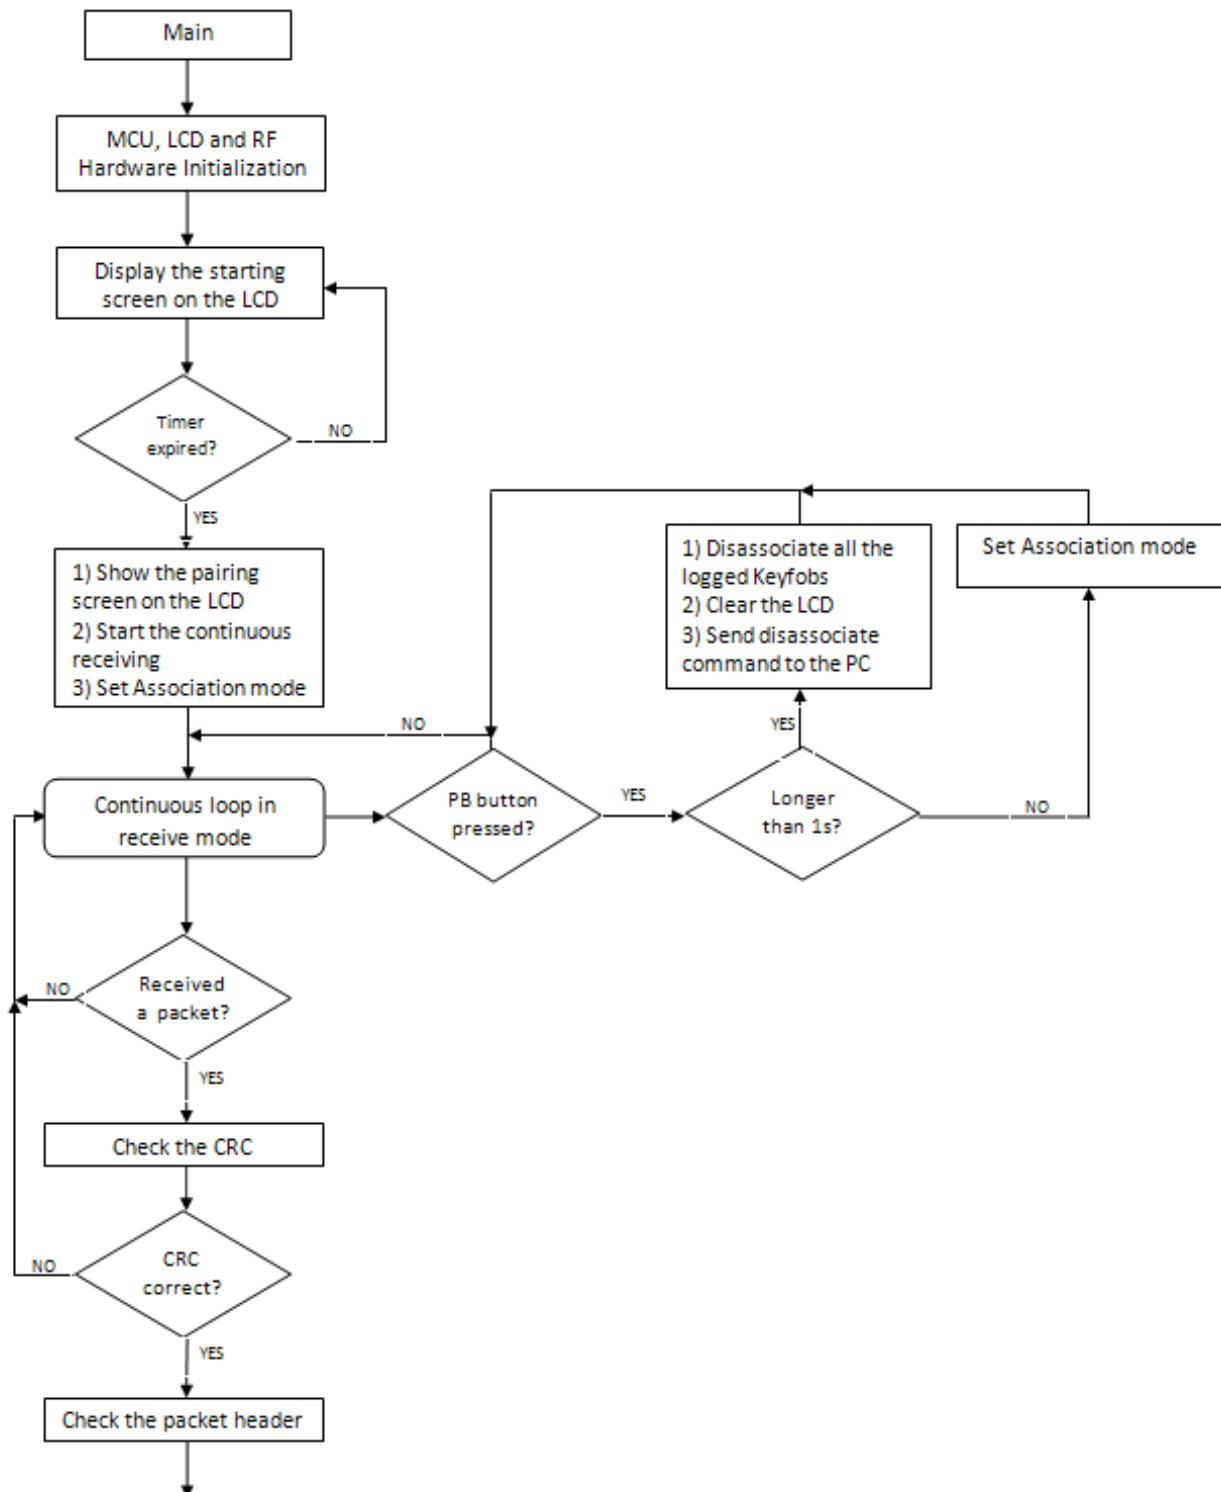 Main
MCU, LCD and RF
Hardware Initialization
Display the starting
screen on the LCD
Timer
expired?
NO
YES
1) Show the pairing
screen on the LCD
2) Start the continuous
receiving
3) Set Association mode
1) Disassociate all the
logged Keyfobs
2) Clear the LCD
3) Send disassociate
command to the PC
Set Association mode
NO
YES
Continuous loop in
receive mode
PB button
pressed?
YES
Longer
than 1s?
NO
Received
a packet?
NO
YES
Check the CRC
CRC
correct?
NO
YES
Check the packet header